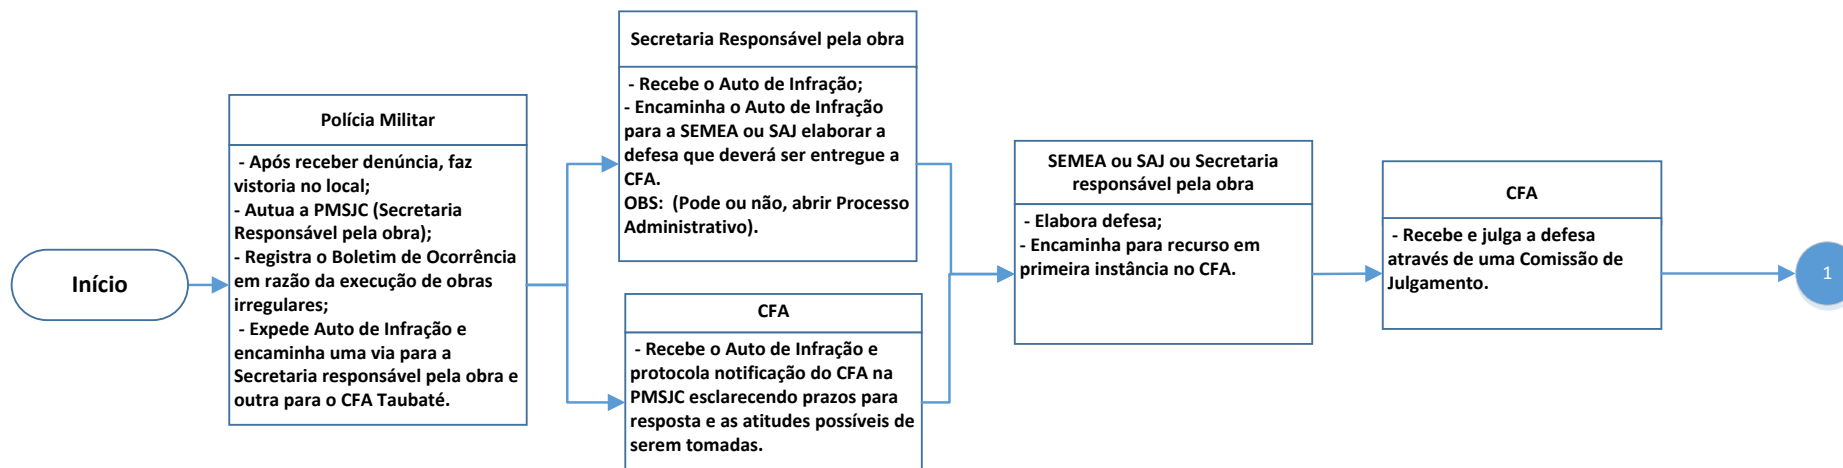 Início
Polícia Militar
- Após receber denúncia, faz
vistoria no local;
- Autua a PMSJC (Secretaria
Responsável pela obra);
- Registra o Boletim de Ocorrência
em razão da execução de obras
irregulares;
- Expede Auto de Infração e
encaminha uma via para a
Secretaria responsável pela obra e
outra para o CFA Taubaté.
Secretaria Responsável pela obra
- Recebe o Auto de Infração;
- Encaminha o Auto de Infração
para a SEMEA ou SAJ elaborar a
defesa que deverá ser entregue a
CFA.
OBS:  (Pode ou não, abrir Processo
Administrativo).
CFA
- Recebe o Auto de Infração e
protocola notificação do CFA na
PMSJC esclarecendo prazos para
resposta e as atitudes possíveis de
serem tomadas.
SEMEA ou SAJ ou Secretaria
responsável pela obra
- Elabora defesa;
- Encaminha para recurso em
primeira instância no CFA.
CFA
- Recebe e julga a defesa
através de uma Comissão de
Julgamento.
1